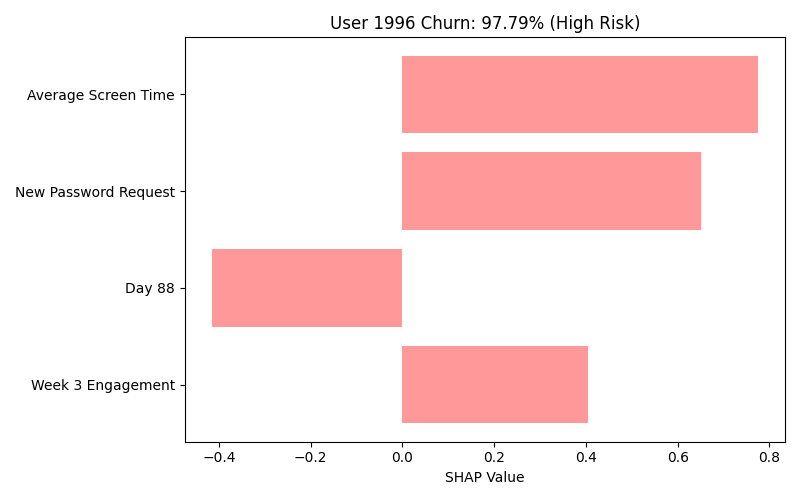 User 1996 Churn: 97.79% (High Risk)
Average Screen Time
New Password Request
Day 88
Week 3 Engagement
−0.4 −0.2 0.0 0.2 0.4 0.6 0.8
SHAP Value